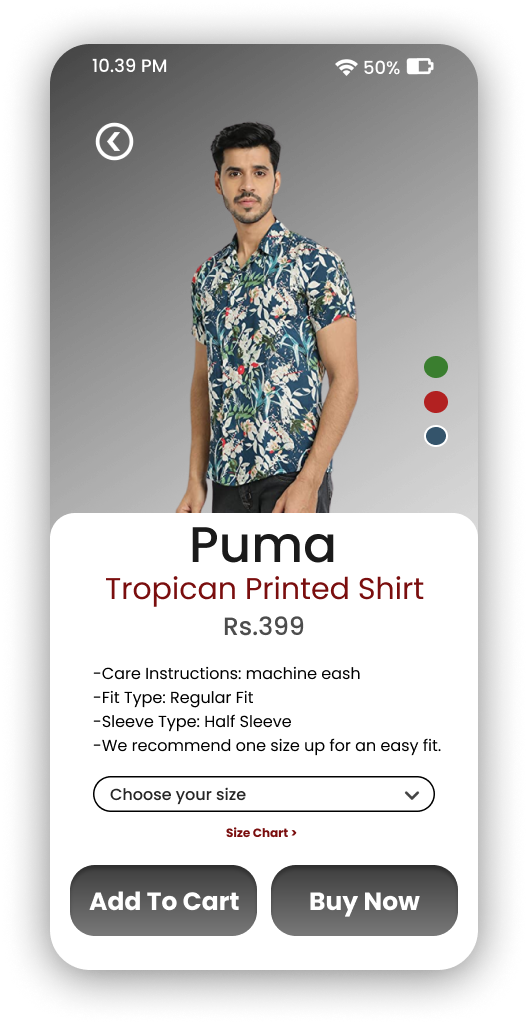 10.39 PM
50%
Puma
Tropican Printed Shirt
Rs.399
-Care Instructions: machine eash
-Fit Type: Regular Fit
-Sleeve Type: Half Sleeve
-We recommend one size up for an easy fit.
Choose your size
Size Chart >
Add To Cart
Buy Now